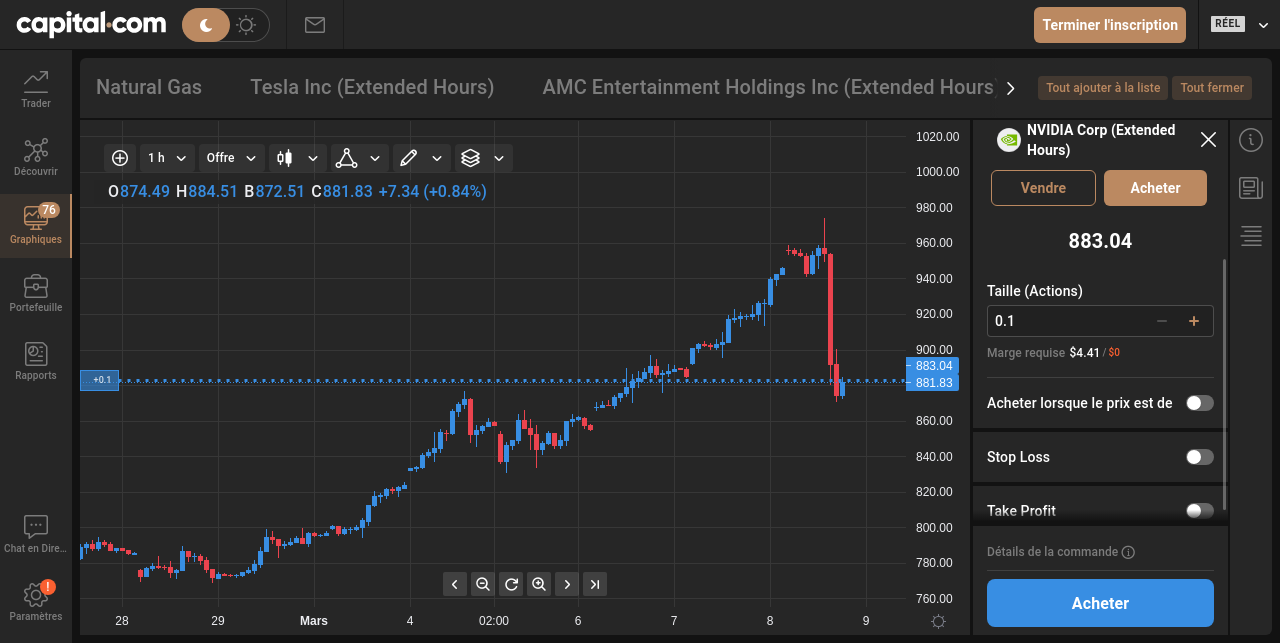 capital.com
Terminer l'inscription
RÉEL
Trader
Découvrir
76
Graphiques
Portefeuille
Rapports
Chat en Dire...
!
Paramètres
Natural Gas
Tesla Inc (Extended Hours)
AMC Entertainment Holdings Inc (Extended Hours)
Tout ajouter à la liste
Tout fermer
1 h
Offre
O874.49 H884.51 B872.51 C881.83 +7.34 (+0.84%)
1020.00
1000.00
980.00
960.00
940.00
920.00
900.00
883.04
881.83
860.00
840.00
820.00
800.00
780.00
760.00
+0.1
28
29
Mars
4
02:00
6
7
8
9
NVIDIA Corp (Extended
Hours)
Vendre
Acheter
883.04
Taille (Actions)
0.1
Marge requise $4.41 / $0
Acheter lorsque le prix est de
Stop Loss
Take Profit
Détails de la commande
Acheter